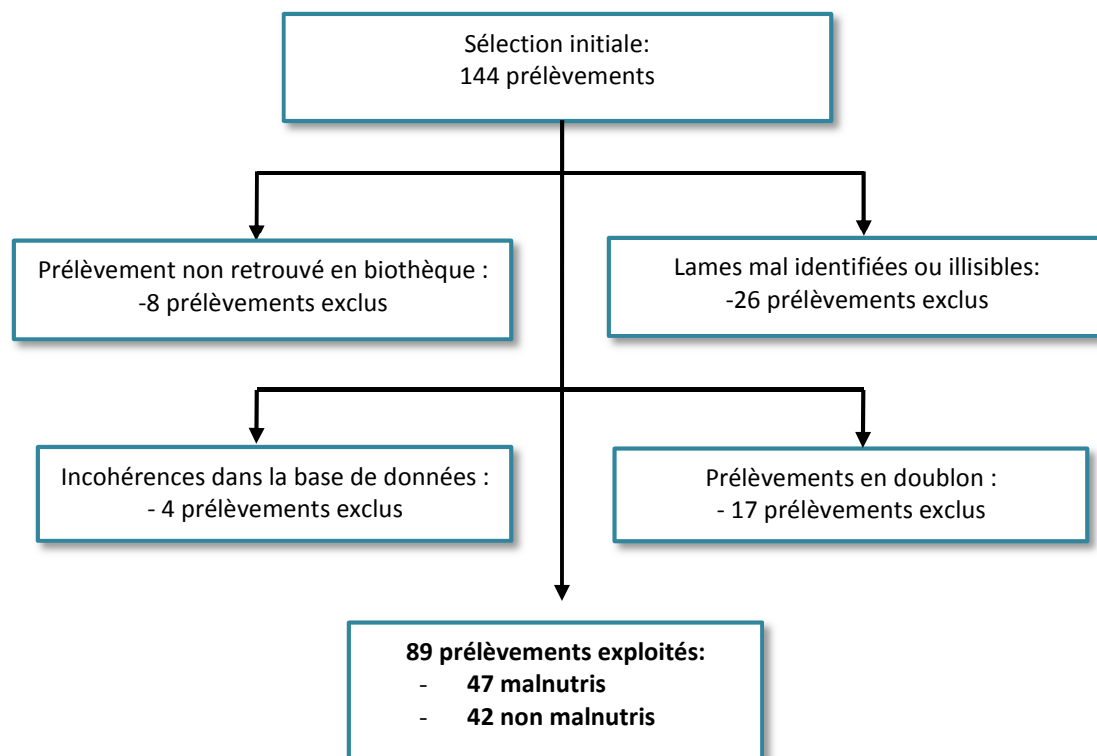 Sélection initiale:
144 prélèvements
Prélèvement non retrouvé en biothèque :
-8 prélèvements exclus
Lames mal identifiées ou illisibles:
-26 prélèvements exclus
Incohérences dans la base de données :
- 4 prélèvements exclus
Prélèvements en doublon :
- 17 prélèvements exclus
89 prélèvements exploités:
- 47 malnutris
- 42 non malnutris